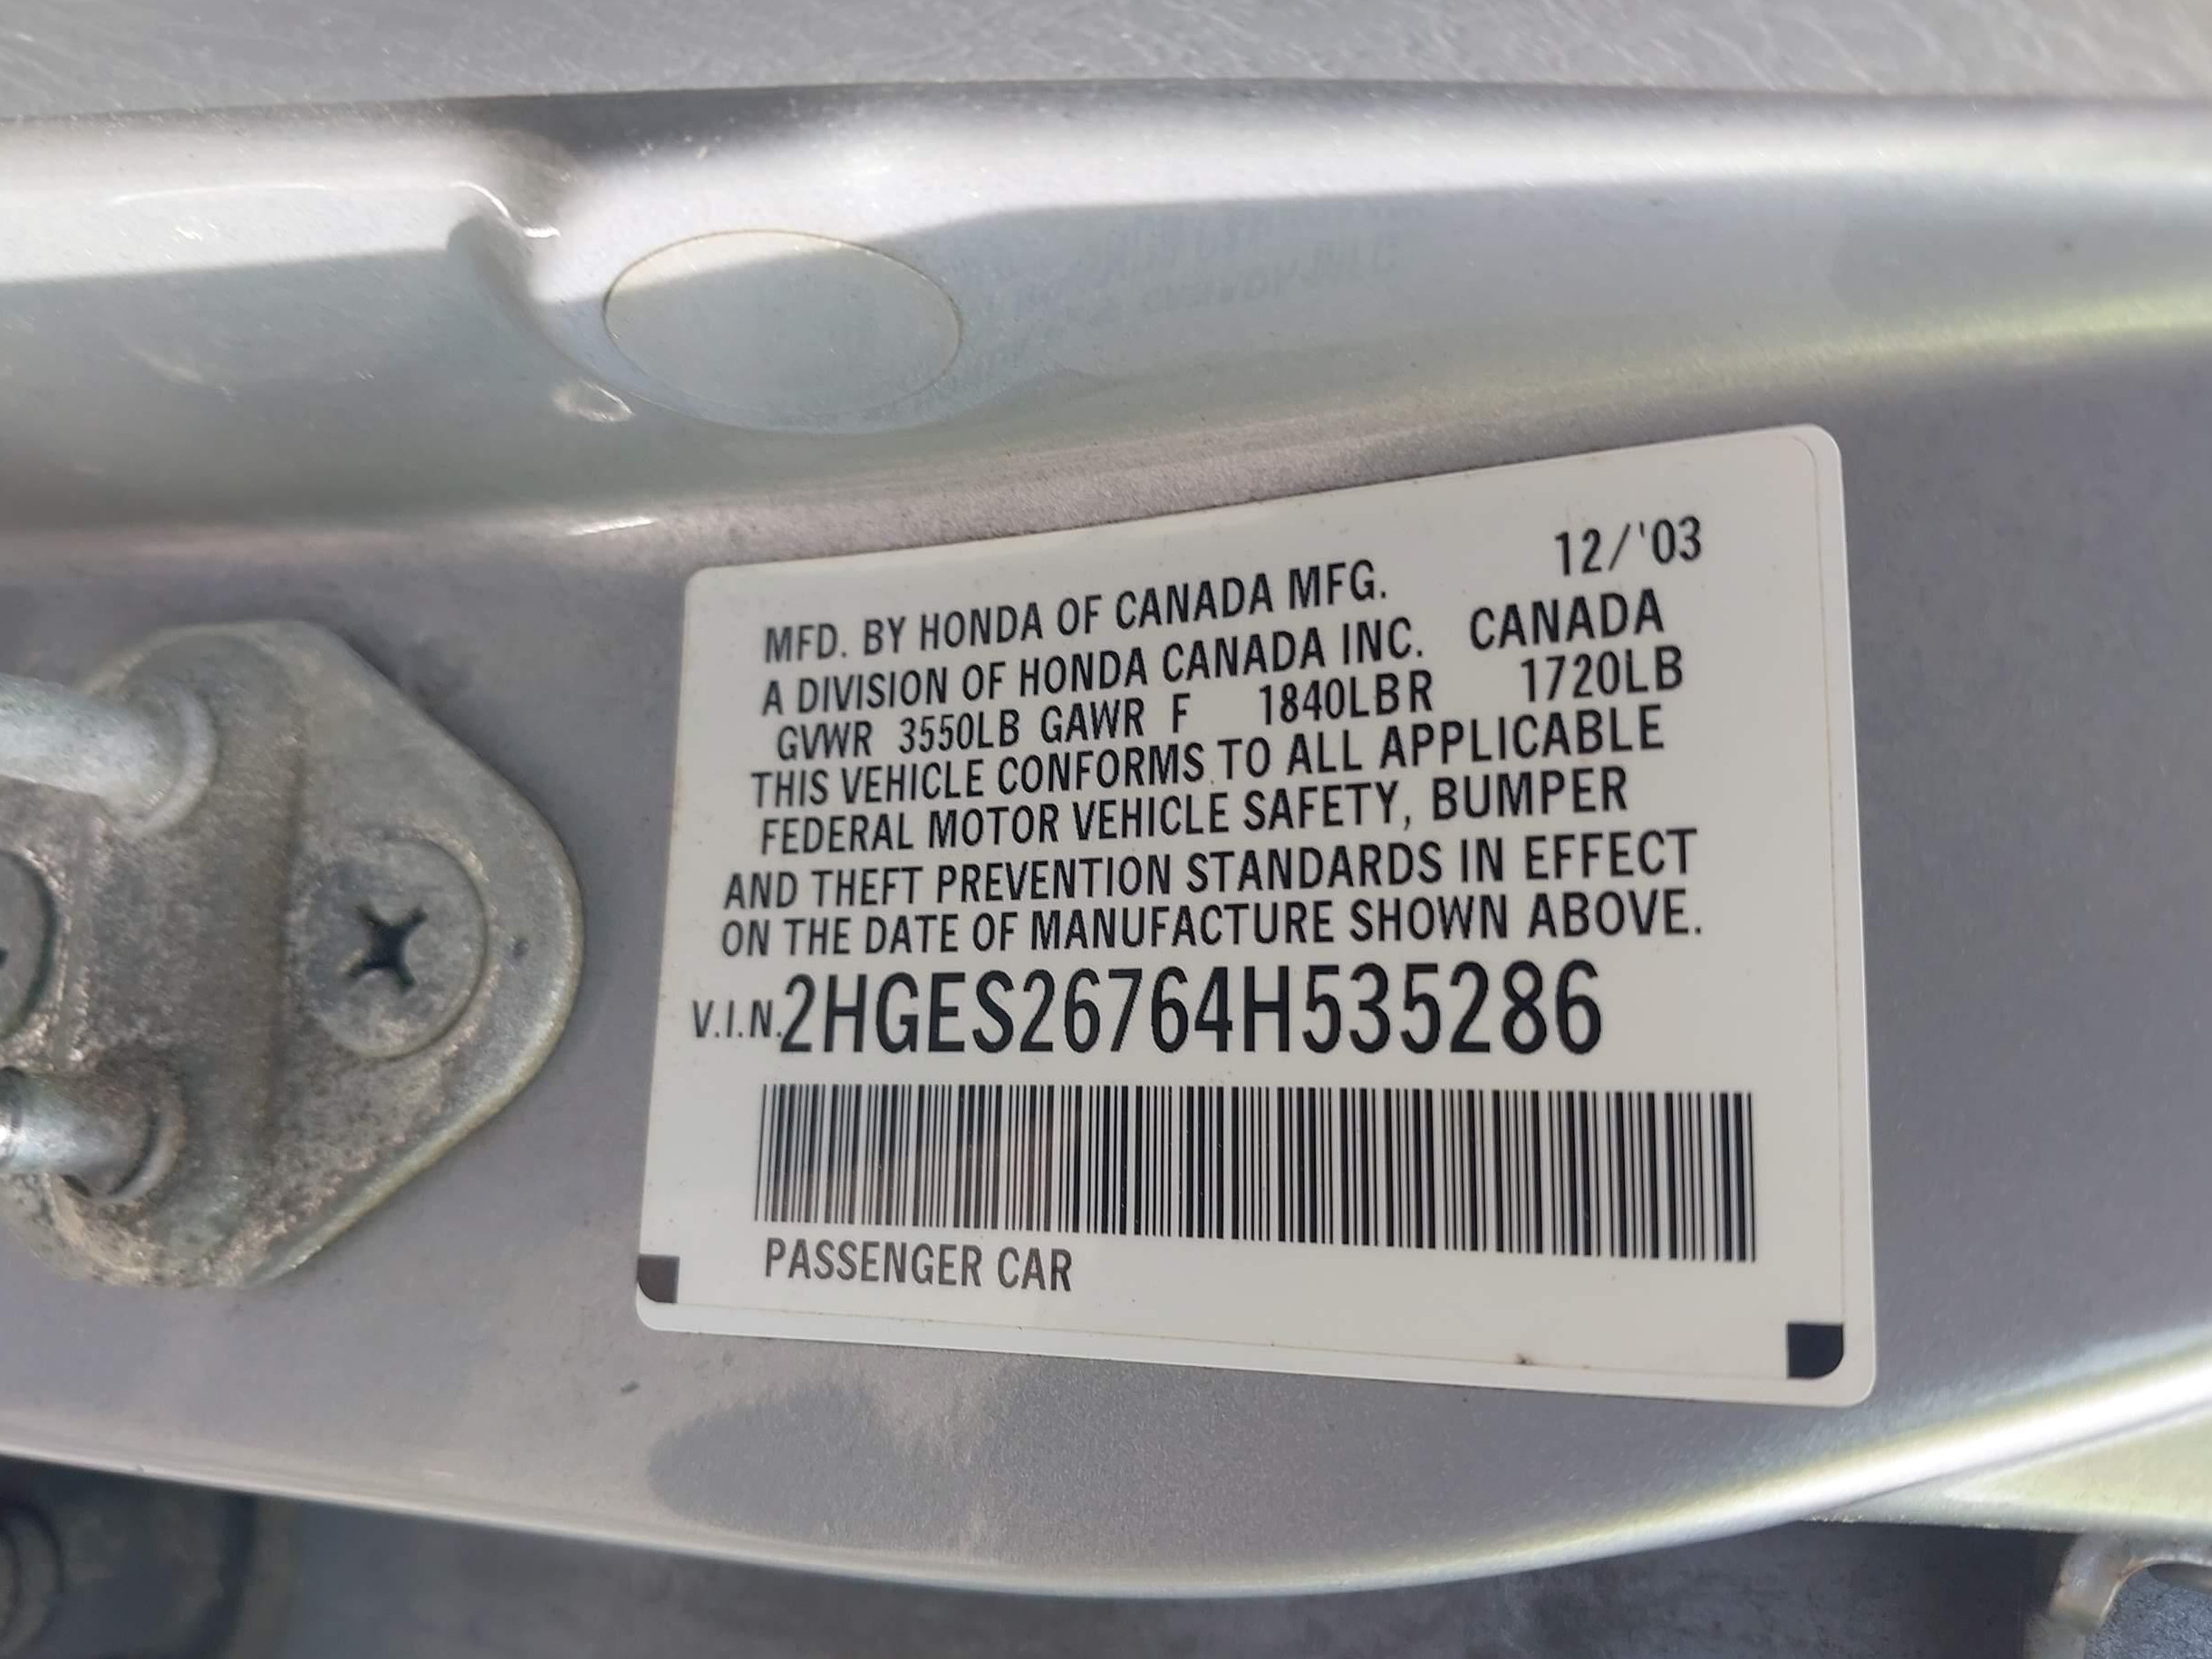 12/'03
MFD. BY HONDA OF CANADA MFG.
A DIVISION OF HONDA CANADA INC. CANADA
GVWR 3550LB GAWR F 1840LBR 1720LB
THIS VEHICLE CONFORMS TO ALL APPLICABLE
FEDERAL MOTOR VEHICLE SAFETY, BUMPER
AND THEFT PREVENTION STANDARDS IN EFFECT
ON THE DATE OF MANUFACTURE SHOWN ABOVE.
V.I.N.2HGES26764H535286
PASSENGER CAR